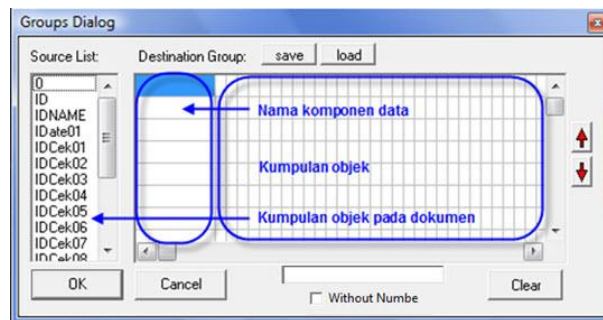 Groups Dialog
Source List:
Destination Group:
save
load
0
ID
IDNAME
IDate01
IDCek01
IDCek02
IDCek03
IDCek04
IDCek05
IDCek06
IDCek07
IDCek08
Nama komponen data
Kumpulan objek
Kumpulan objek pada dokumen
OK
Cancel
Without Numbe
Clear